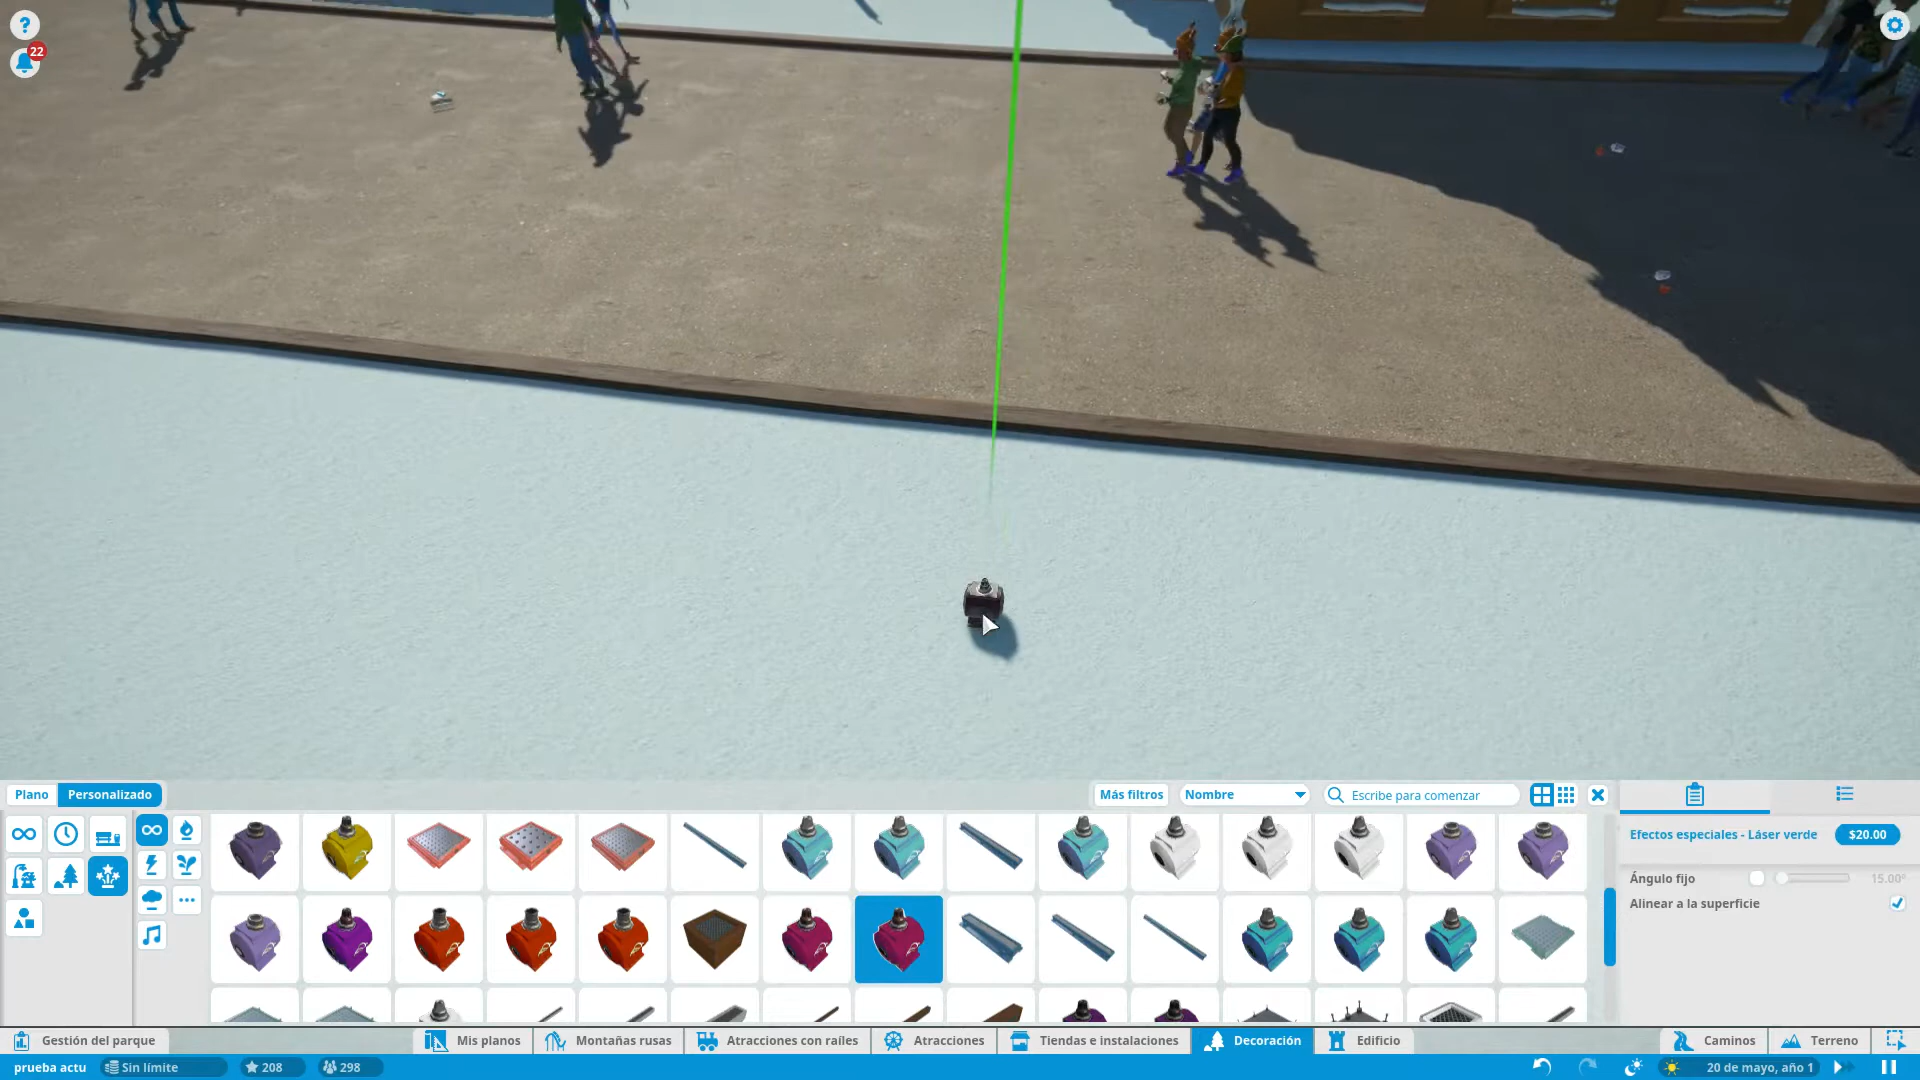 ?
22
Plano
Personalizado
Más filtros
Nombre
Escribe para comenzar
Efectos especiales - Láser verde
$20.00
Ángulo fijo
15.00°
Alinear a la superficie
Gestión del parque
Mis planos
Montañas rusas
Atracciones con raíles
Atracciones
Tiendas e instalaciones
Decoración
Edificio
Caminos
Terreno
prueba actu
Sin límite
208
298
20 de mayo, año 1